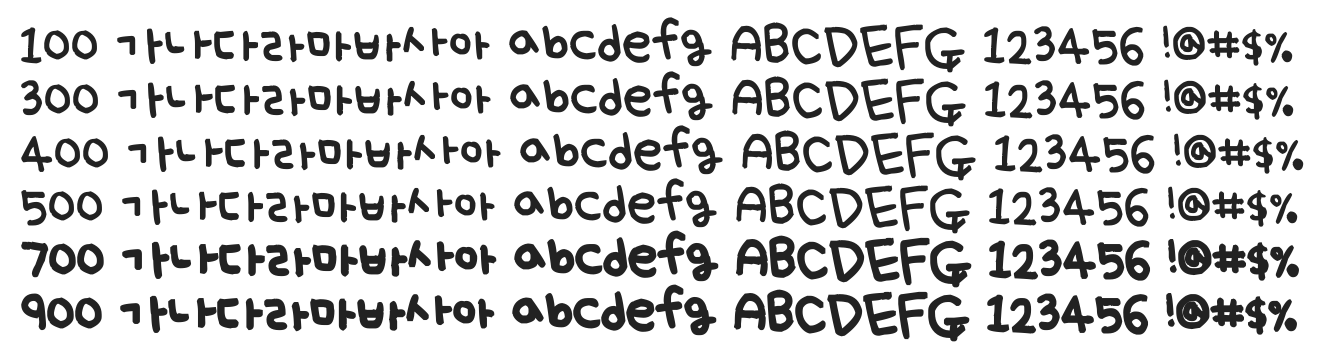 100 가나다라마바사아 abcdefg ABCDEFG 123456 !@#$%
300 가나다라마바사아 abcdefg ABCDEFG 123456 !@#$%
400 가나다라마바사아 abcdefg ABCDEFG 123456 !@#$%
500 가나다라마바사아 abcdefg ABCDEFG 123456 !@#$%
700 가나다라마바사아 abcdefg ABCDEFG 123456 !@#$%
900 가나다라마바사아 abcdefg ABCDEFG 123456 !@#$%